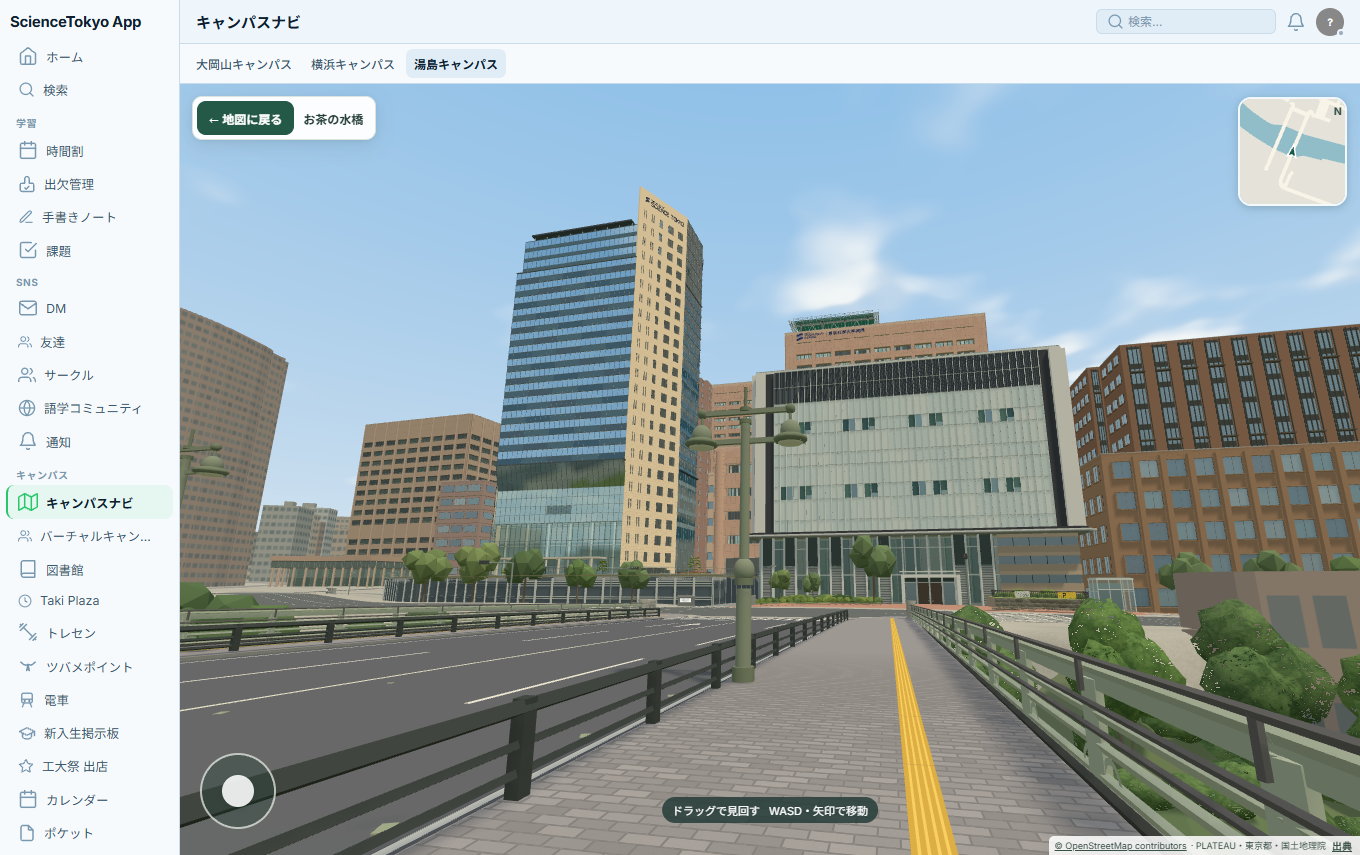 ScienceTokyo App
ホーム
検索
学習
時間割
出欠管理
手書きノート
課題
SNS
DM
友達
サークル
語学コミュニティ
通知
キャンパス
キャンパスナビ
バーチャルキャン...
図書館
Taki Plaza
トレセン
ツバメポイント
電車
新入生掲示板
工大祭 出店
カレンダー
ポケット
キャンパスナビ
検索...
?
大岡山キャンパス 横浜キャンパス 湯島キャンパス
← 地図に戻る お茶の水橋
N
P
ドラッグで見回す WASD・矢印で移動
© OpenStreetMap contributors · PLATEAU・東京都・国土地理院 出典